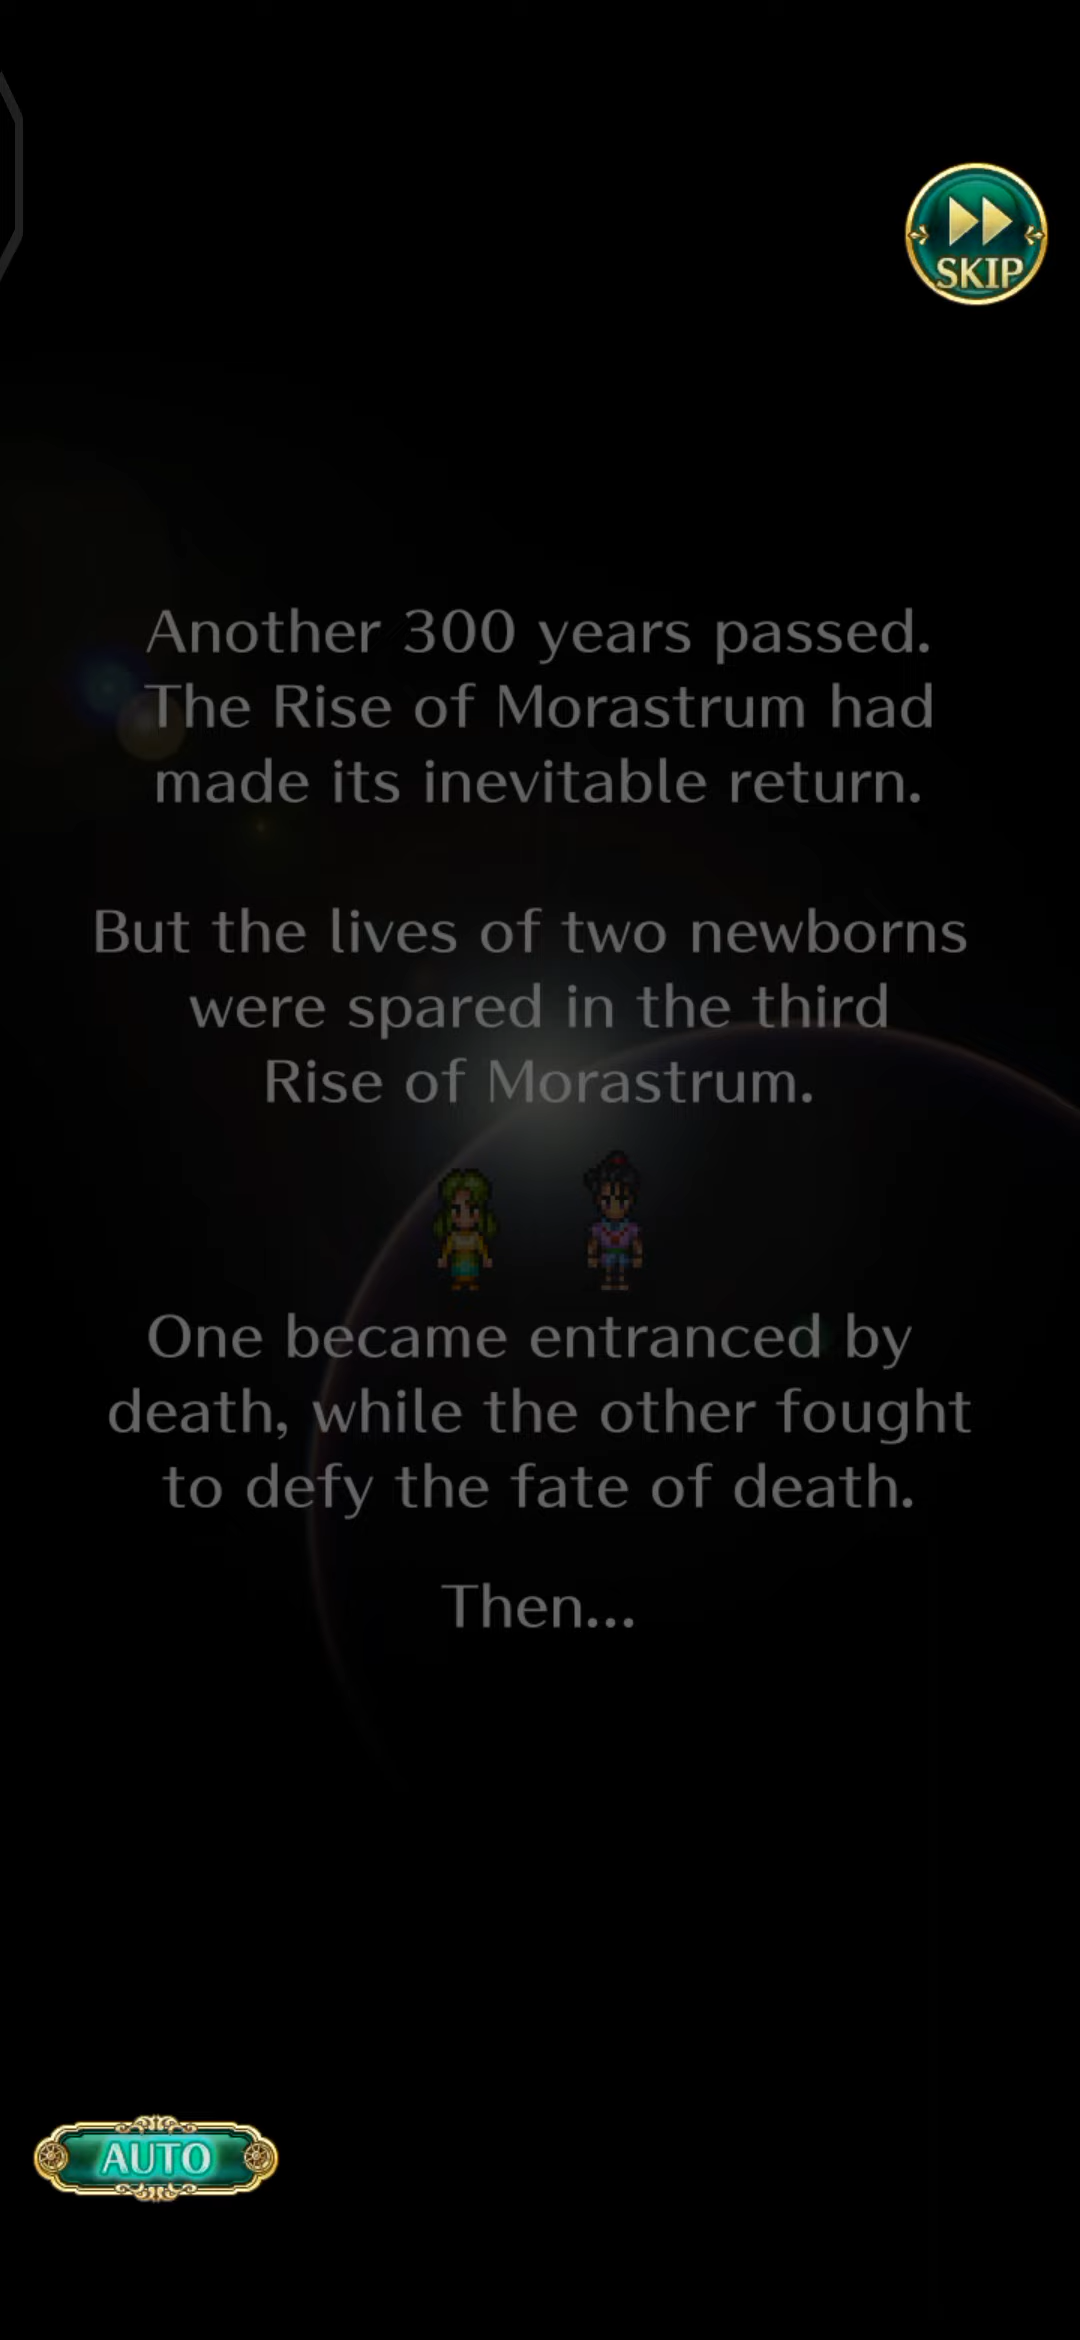 SKIP
Another 300 years passed.
The Rise of Morastrum had
made its inevitable return.
But the lives of two newborns
were spared in the third
Rise of Morastrum.
One became entranced by
death, while the other fought
to defy the fate of death.
Then...
AUTO